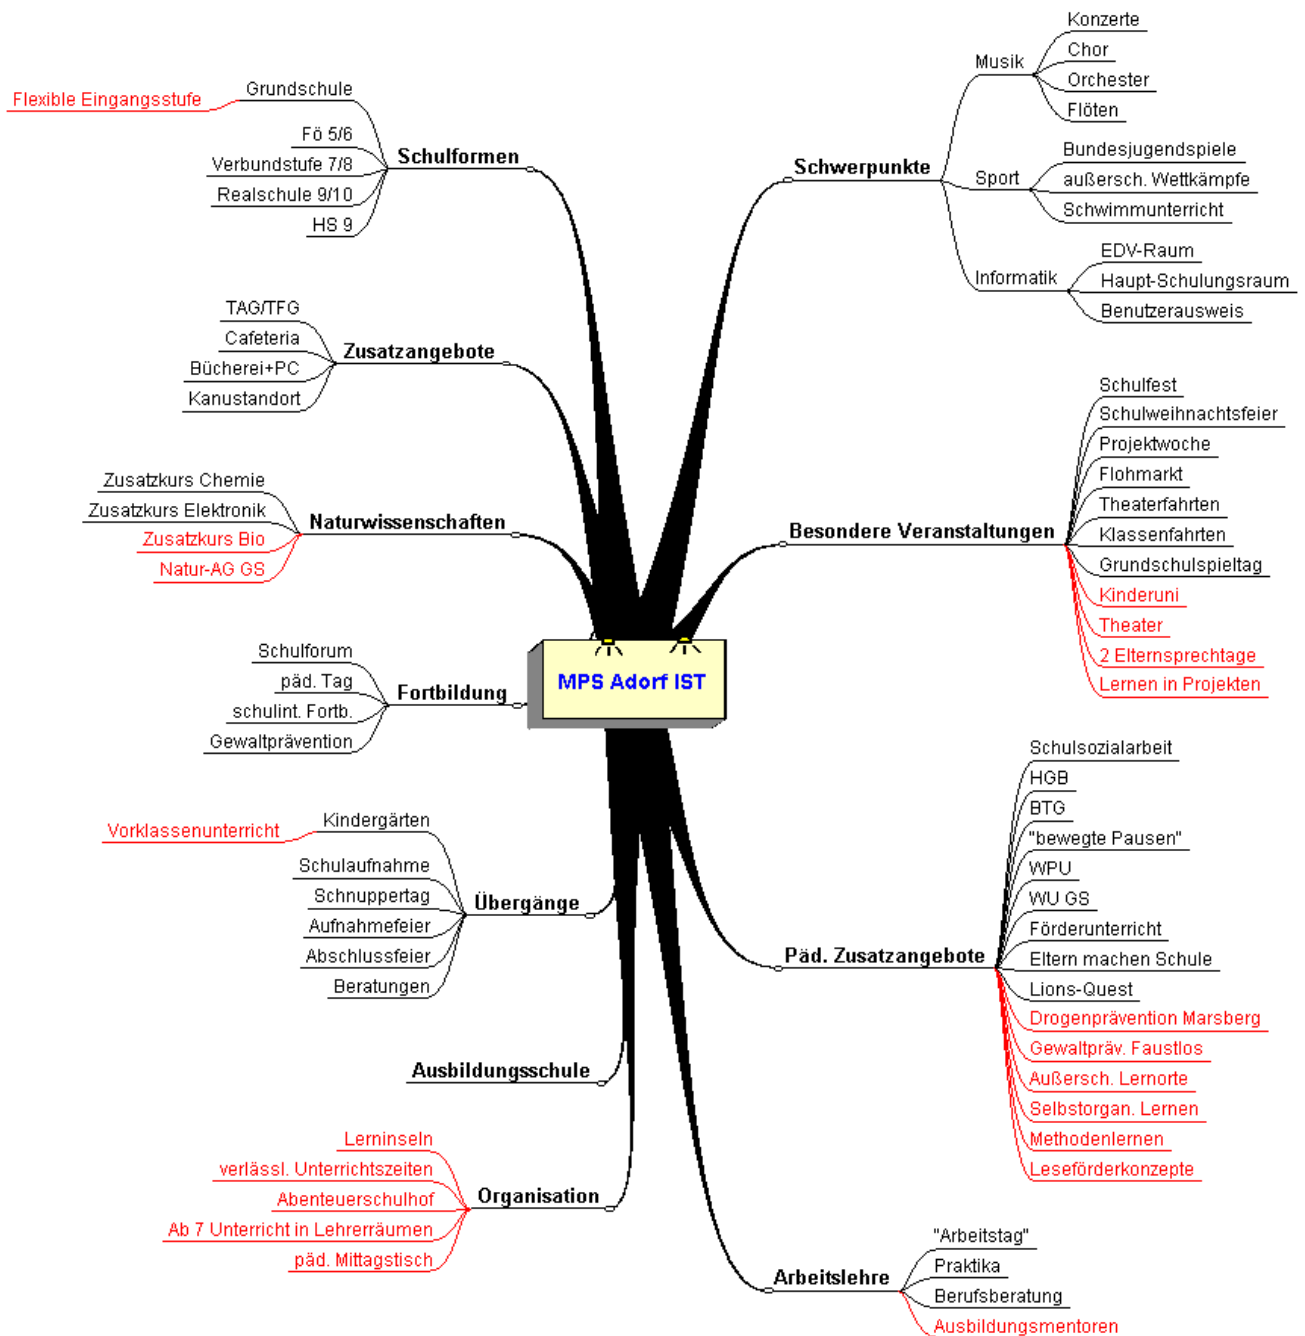 MPS Adorf IST
Schulformen
Grundschule
Flexible Eingangsstufe
Fö 5/6
Verbundstufe 7/8
Realschule 9/10
HS 9
Zusatzangebote
TAG/TFG
Cafeteria
Bücherei+PC
Kanustandort
Naturwissenschaften
Zusatzkurs Chemie
Zusatzkurs Elektronik
Zusatzkurs Bio
Natur-AG GS
Fortbildung
Schulforum
päd. Tag
schulint. Fortb.
Gewaltprävention
Übergänge
Kindergärten
Vorklassenunterricht
Schulaufnahme
Schnuppertag
Aufnahmefeier
Abschlussfeier
Beratungen
Ausbildungsschule
Organisation
Lerninseln
verlässl. Unterrichtszeiten
Abenteuerschulhof
Ab 7 Unterricht in Lehrerräumen
päd. Mittagstisch
Schwerpunkte
Musik
Konzerte
Chor
Orchester
Flöten
Sport
Bundesjugendspiele
außersch. Wettkämpfe
Schwimmunterricht
Informatik
EDV-Raum
Haupt-Schulungsraum
Benutzerausweis
Besondere Veranstaltungen
Schulfest
Schulweihnachtsfeier
Projektwoche
Flohmarkt
Theaterfahrten
Klassenfahrten
Grundschulspieltag
Kinderuni
Theater
2 Elternsprechtage
Lernen in Projekten
Päd. Zusatzangebote
Schulsozialarbeit
HGB
BTG
"bewegte Pausen"
WPU
WU GS
Förderunterricht
Eltern machen Schule
Lions-Quest
Drogenprävention Marsberg
Gewaltpräv. Faustlos
Außersch. Lernorte
Selbstorgan. Lernen
Methodenlernen
Leseförderkonzepte
Arbeitslehre
"Arbeitstag"
Praktika
Berufsberatung
Ausbildungsmentoren